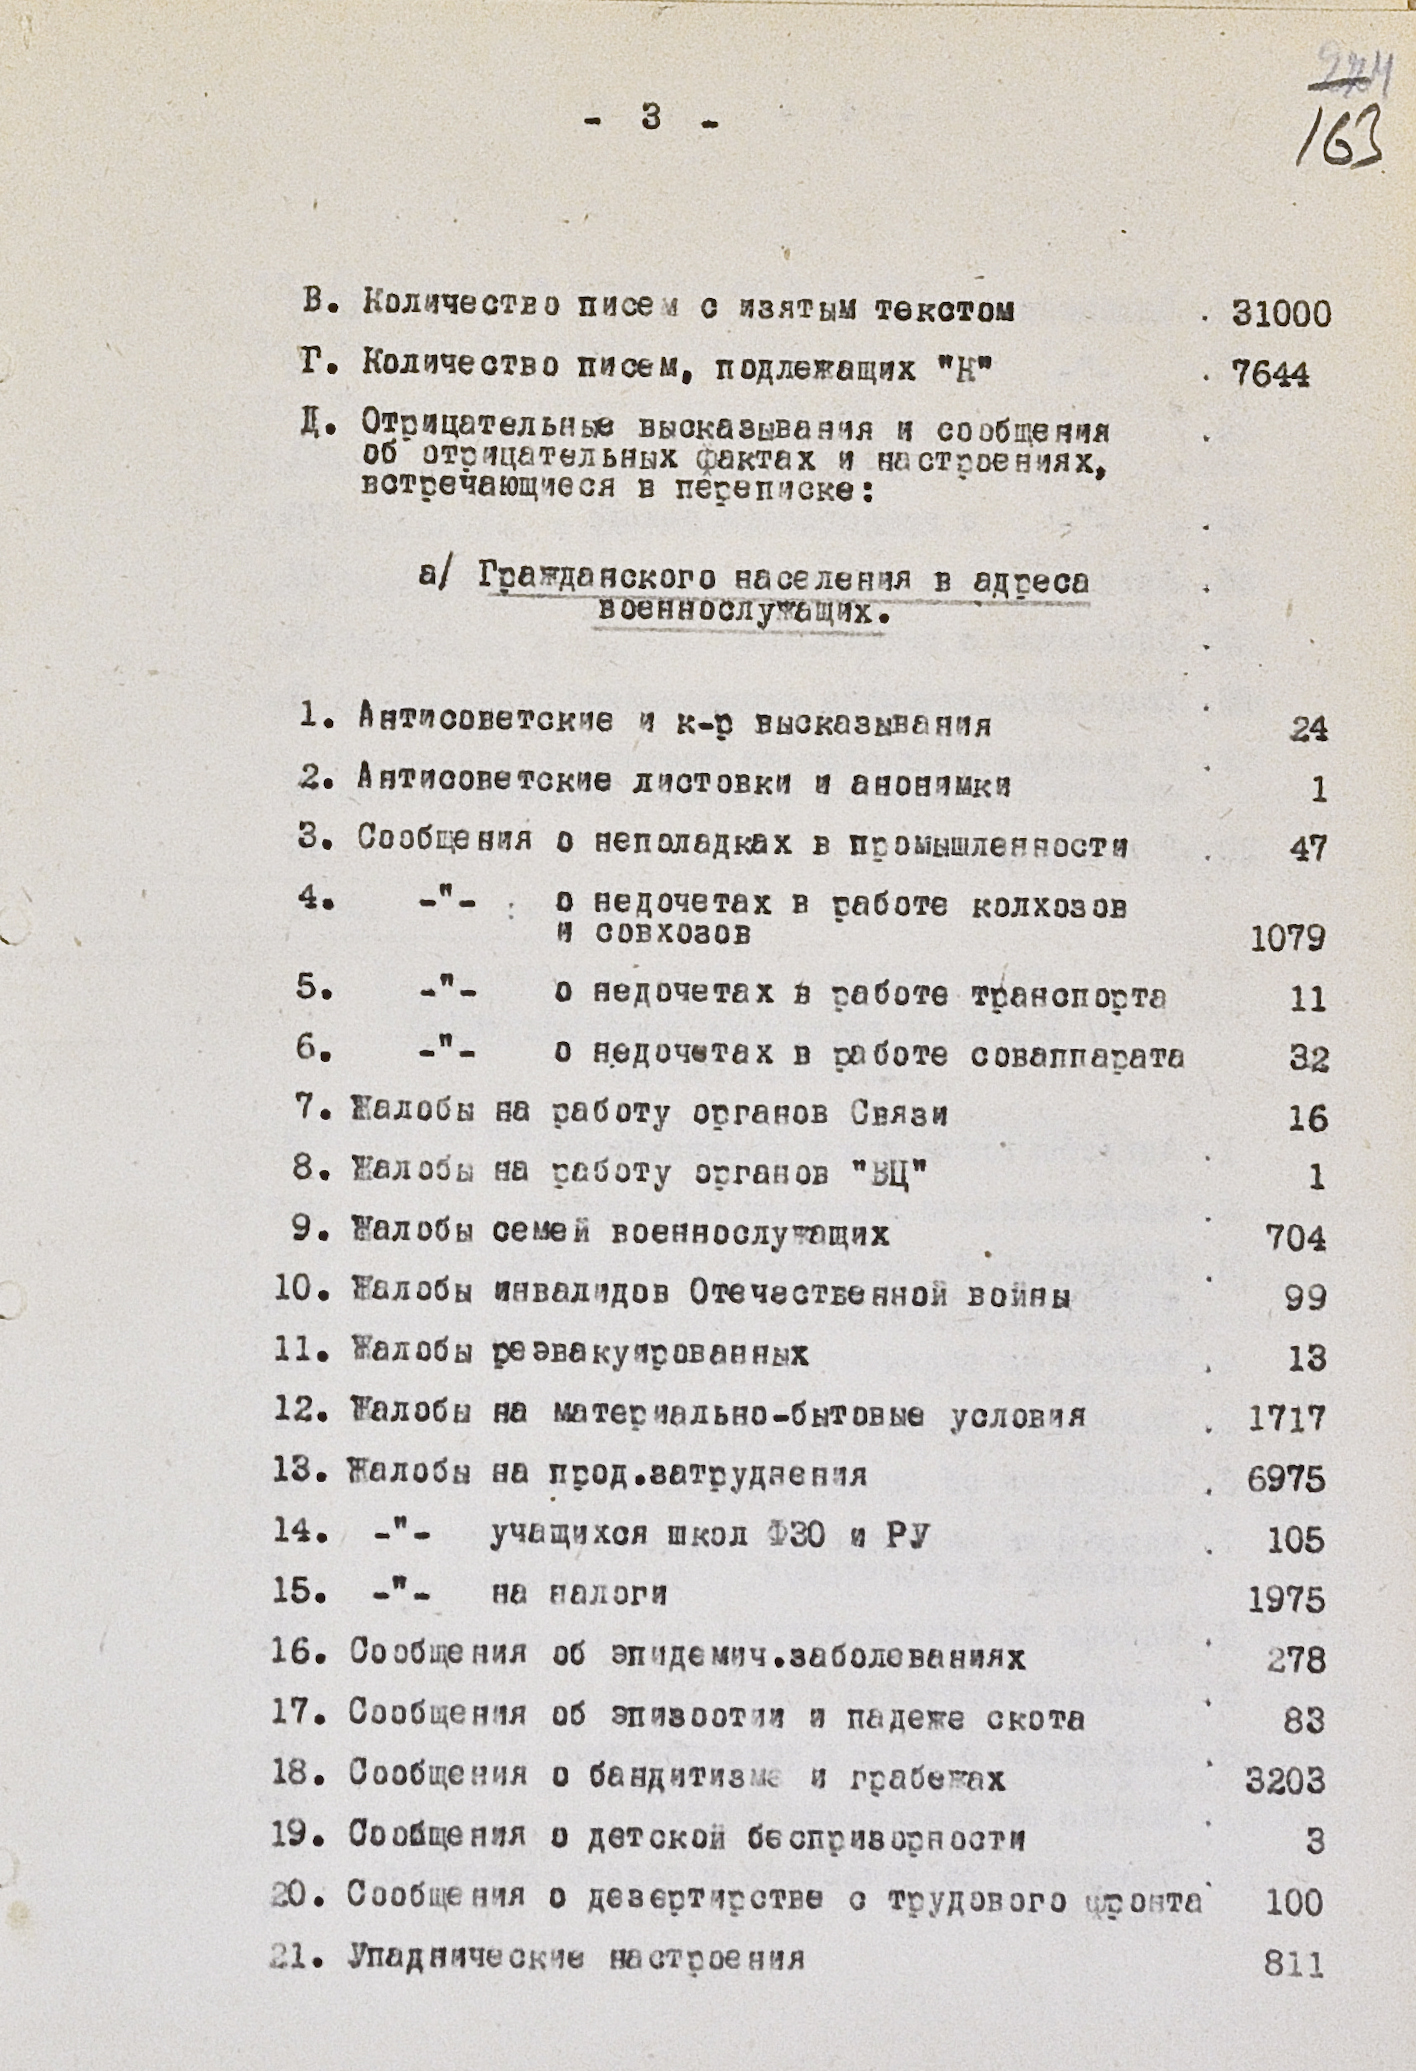 - 3 -
163
В. Количество писем с изятым текстом 31000
Г. Количество писем, подлежащих "К" 7644
Д. Отрицательные высказывания и сообщения
об отрицательных фактах и настроениях,
встречающиеся в переписке:
а/ Гражданского населения в адреса
военнослужащих.
1. Антисоветские и к-р высказывания 24
2. Антисоветские листовки и анонимки 1
3. Сообщения о неполадках в промышленности 47
4. -"- о недочетах в работе колхозов
и совхозов 1079
5. -"- о недочетах в работе транспорта 11
6. -"- о недочетах в работе соваппарата 32
7. Жалобы на работу органов Связи 16
8. Жалобы на работу органов "ВЦ" 1
9. Жалобы семей военнослужащих 704
10. Жалобы инвалидов Отечественной войны 99
11. Жалобы реэвакуированных 13
12. Жалобы на материально-бытовые условия 1717
13. Жалобы на прод.затруднения 6975
14. -"- учащихся школ ФЗО и РУ 105
15. -"- на налоги 1975
16. Сообщения об эпидемич.заболеваниях 278
17. Сообщения об эпизоотии и падеже скота 83
18. Сообщения о бандитизме и грабежах 3203
19. Сообщения о детской беспризорности 3
20. Сообщения о дезертирстве с трудового фронта 100
21. Упаднические настроения 811